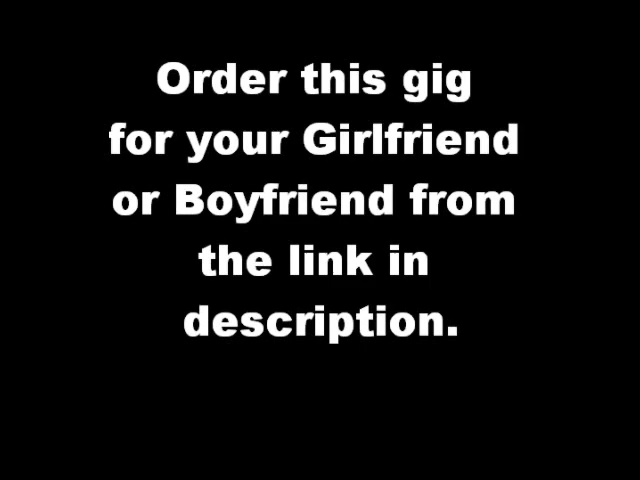 Order this gig
for your Girlfriend
or Boyfriend from
the link in
description.